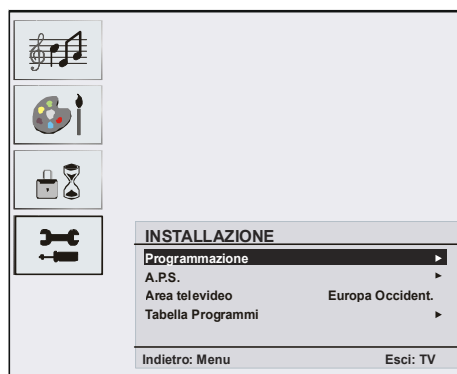 INSTALLAZIONE
Programmazione
A.P.S.
Area televideo Europa Occident.
Tabella Programmi
Indietro: Menu Esci: TV